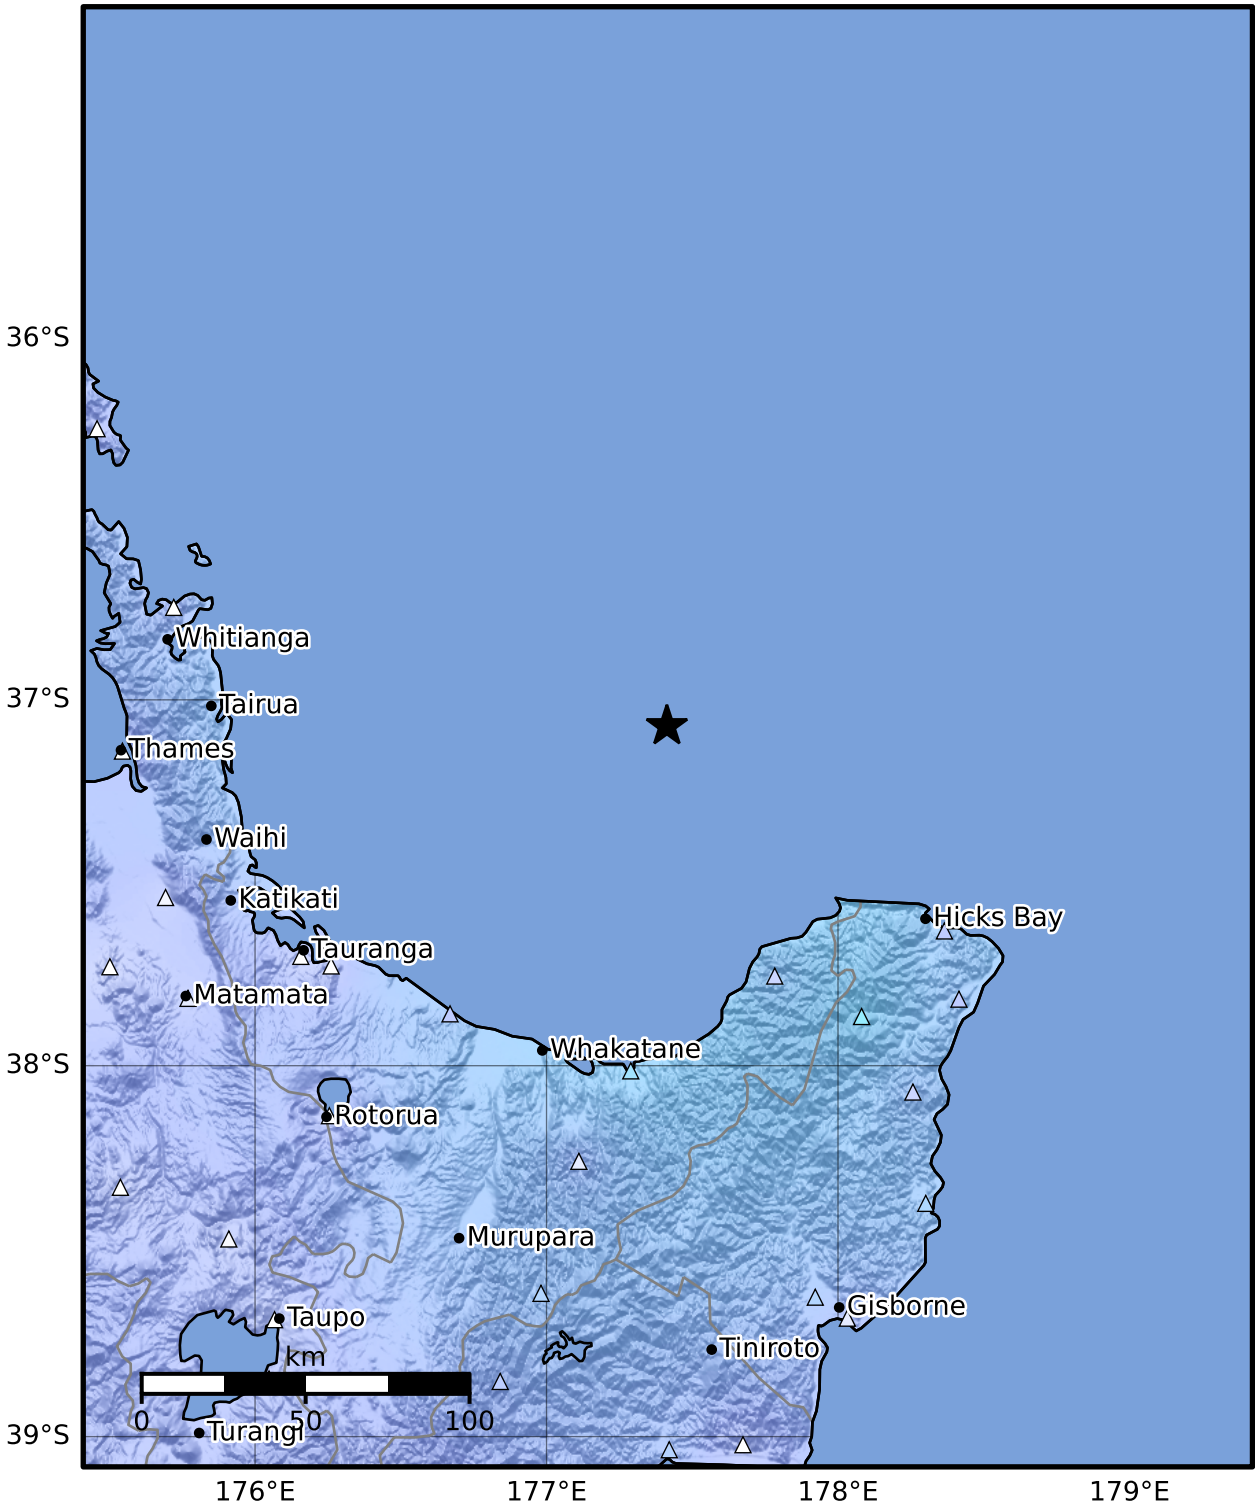 36°S
Whitianga
37°S
Tairua
Thames
Waihi
Katikati
Hicks Bay
Tauranga
Matamata
Whakatane
38°S
Rotorua
Murupara
Gisborne
Taupo
Tiniroto
km
0 50 100
Turangi
39°S
176°E 177°E 178°E 179°E